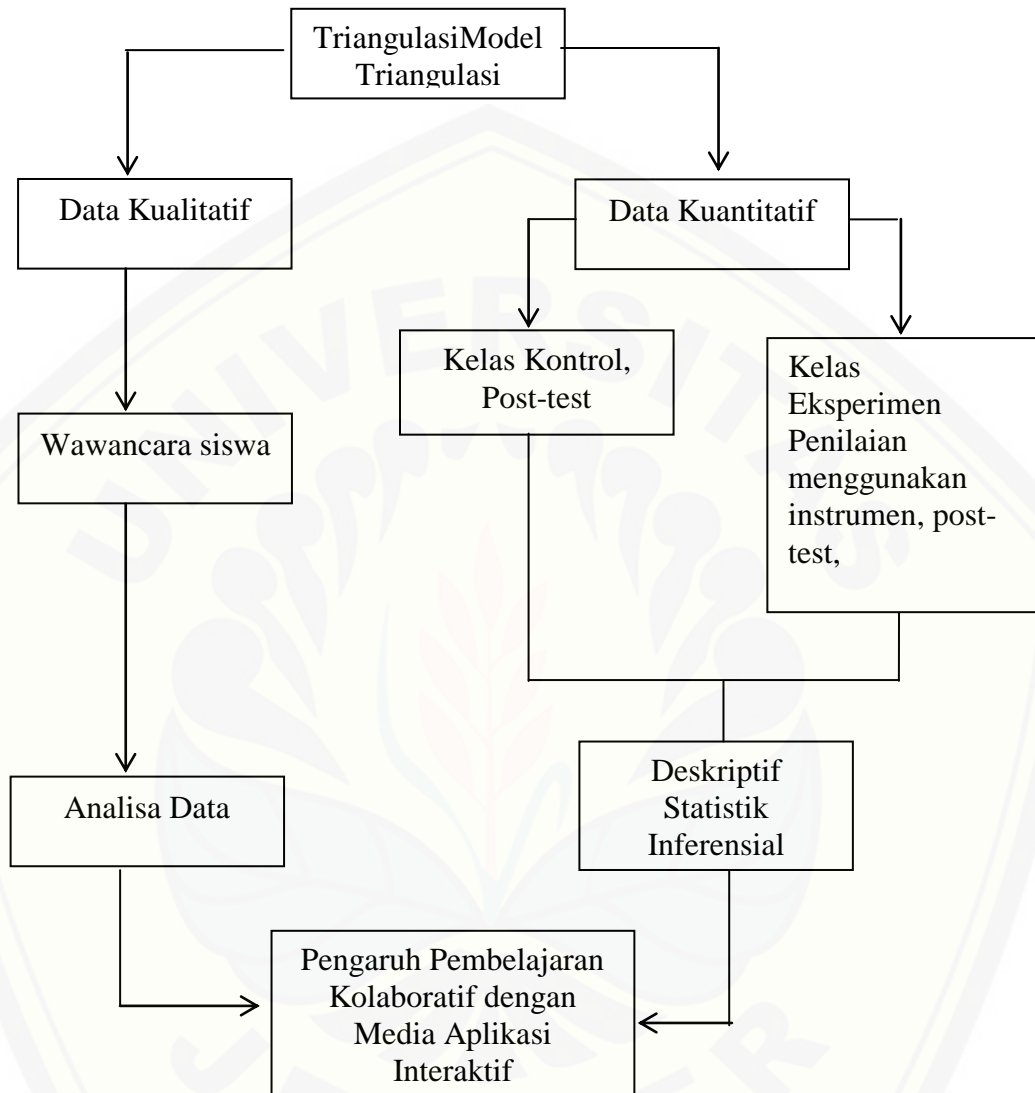 TriangulasiModel
Triangulasi
Data Kualitatif
Data Kuantitatif
Kelas Kontrol,
Post-test
Kelas
Eksperimen
Penilaian
menggunakan
instrumen, post-
test,
Wawancara siswa
Analisa Data
Deskriptif
Statistik
Inferensial
Pengaruh Pembelajaran
Kolaboratif dengan
Media Aplikasi
Interaktif
UNIVERSITAS